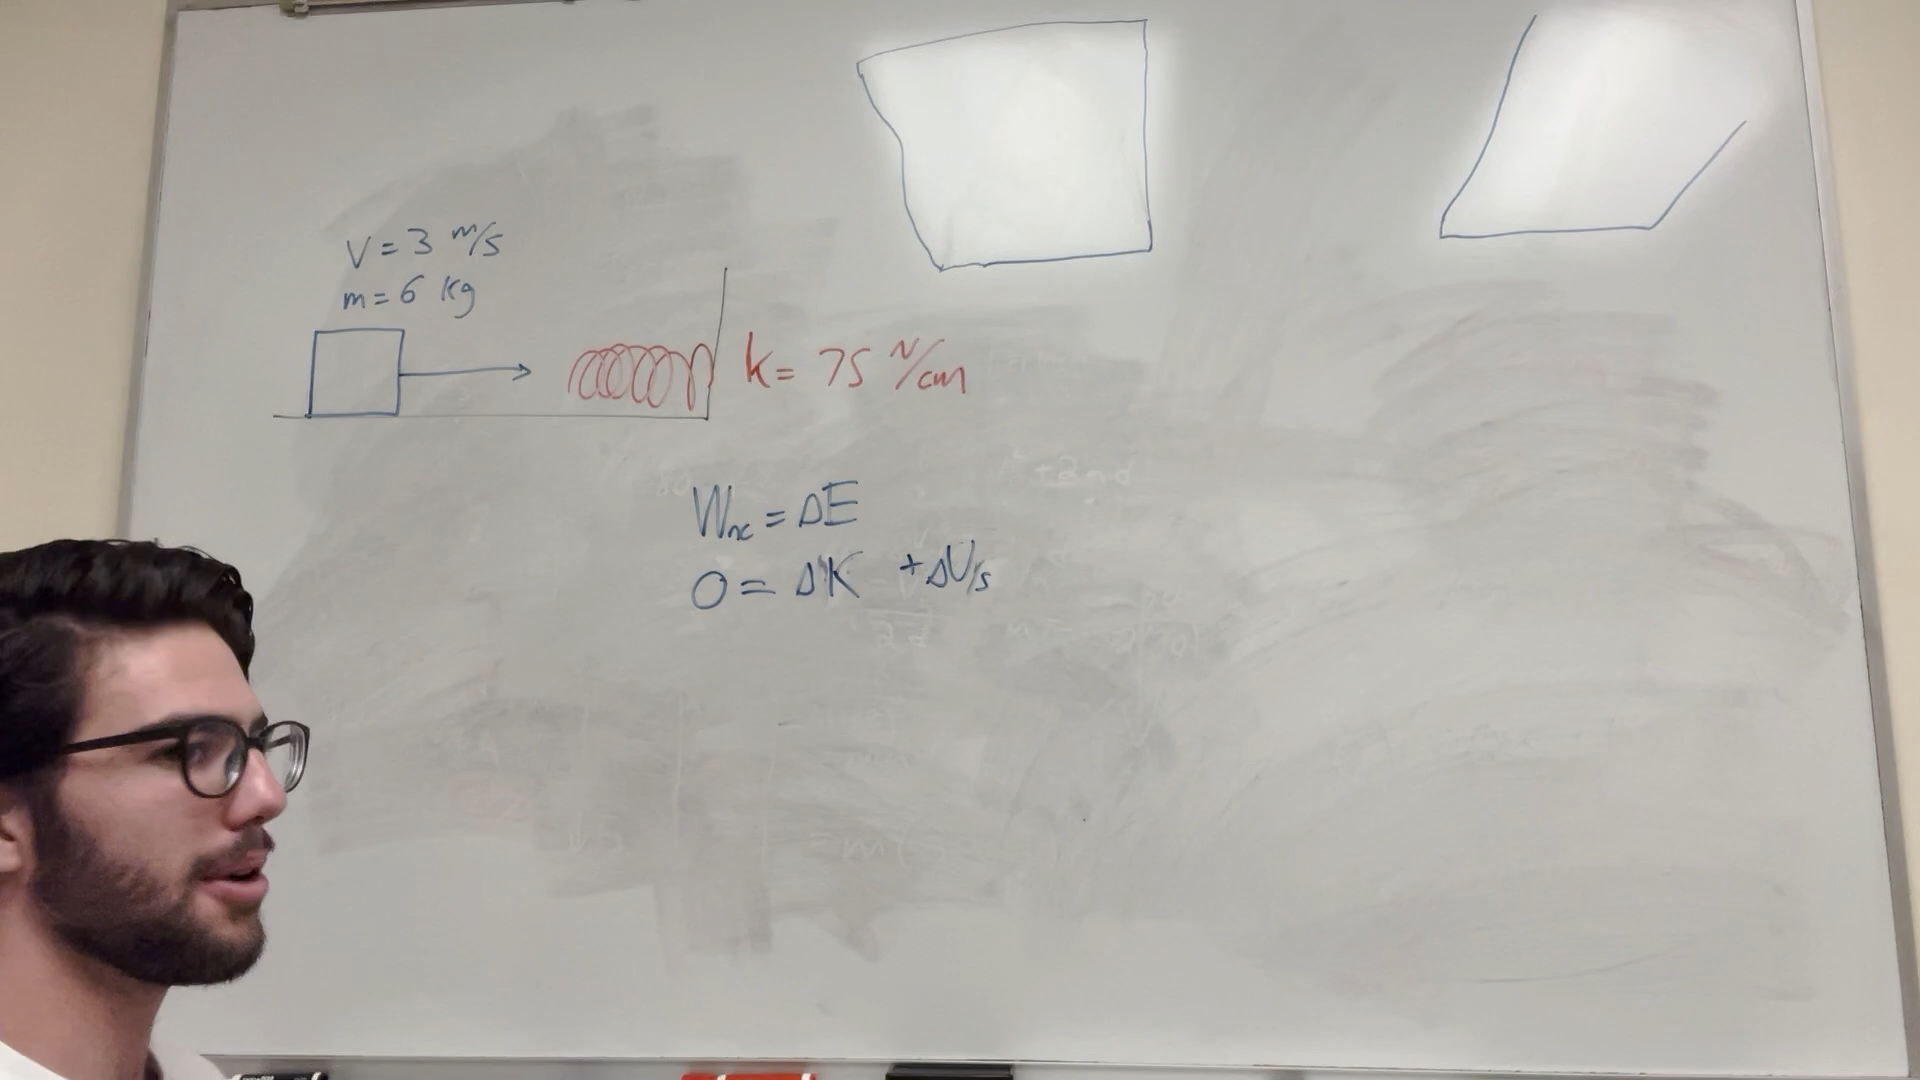 V = 3 m/s
m = 6 kg
k = 75 N/cm
Wnc = ΔE
0 = ΔK + ΔUs